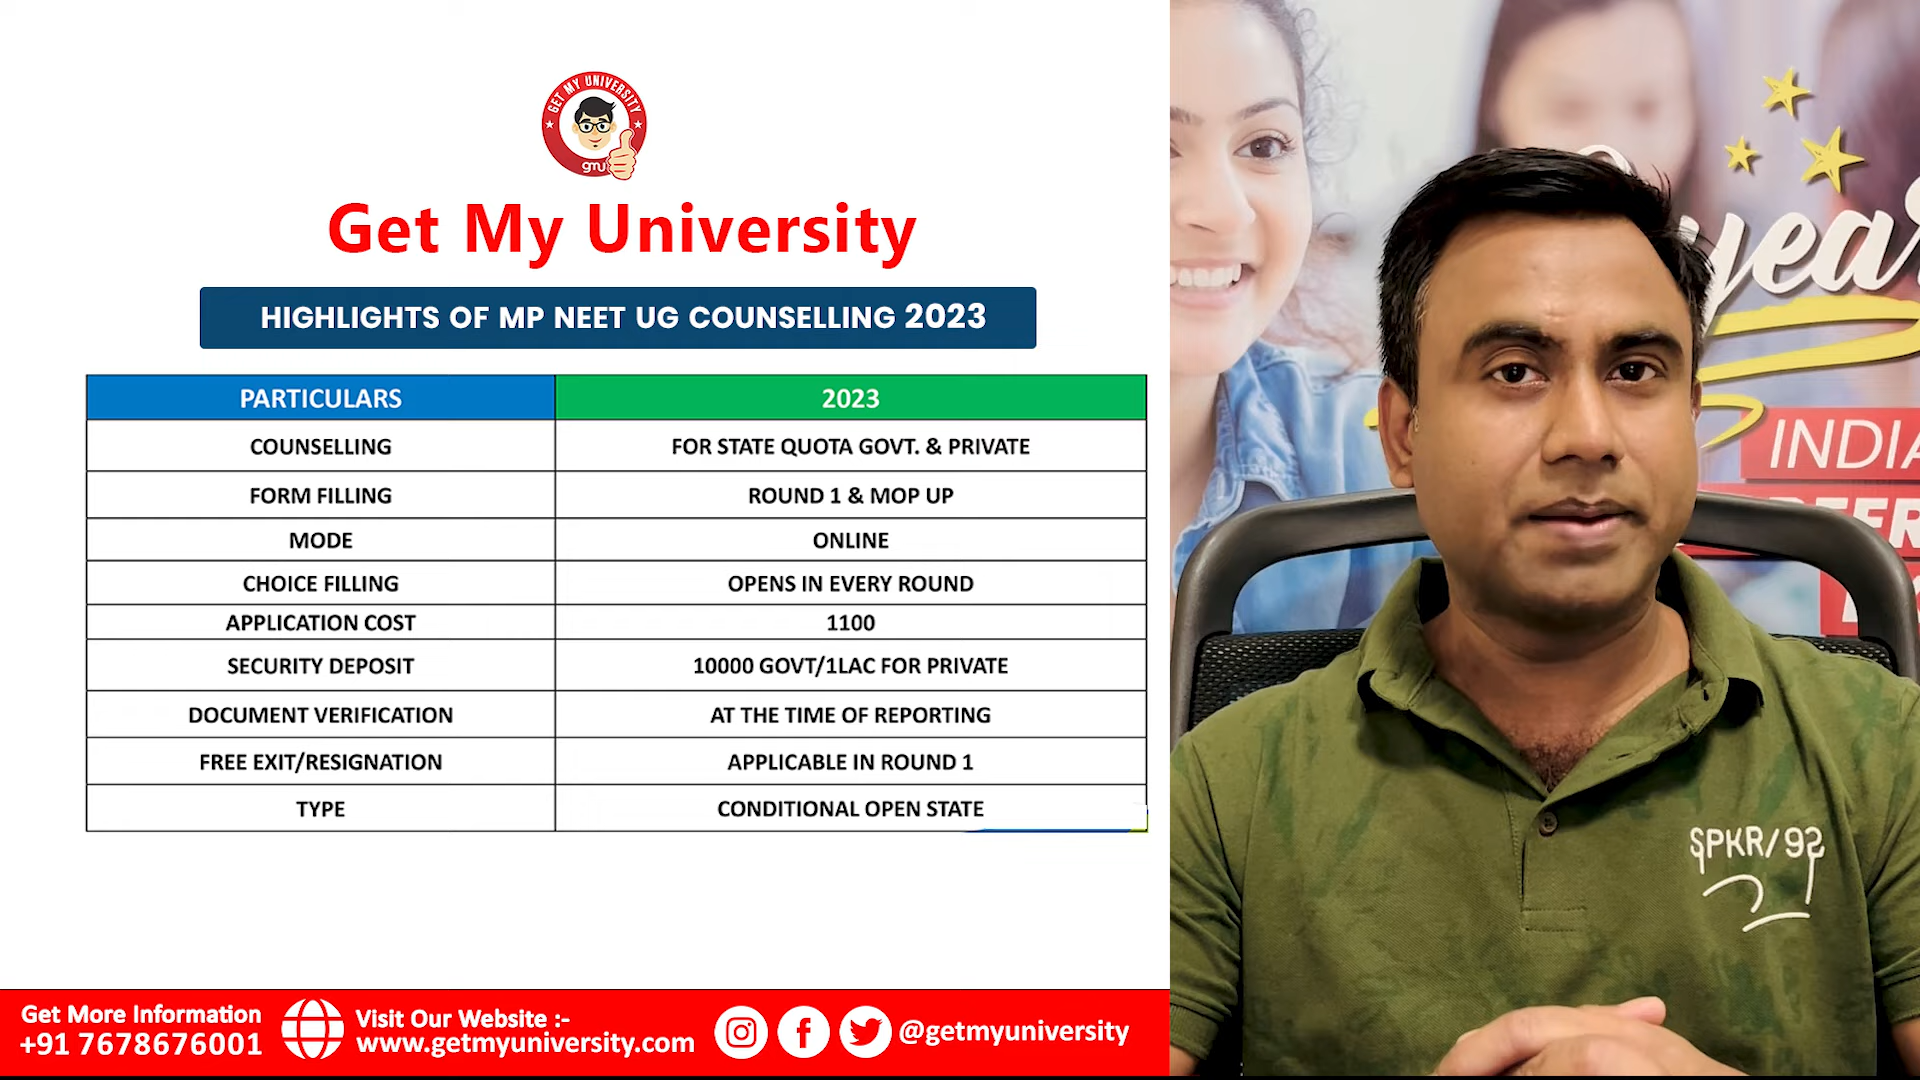 GET MY UNIVERSITY
gmu
Get My University
HIGHLIGHTS OF MP NEET UG COUNSELLING 2023
PARTICULARS 2023
COUNSELLING FOR STATE QUOTA GOVT. & PRIVATE
FORM FILLING ROUND 1 & MOP UP
MODE ONLINE
CHOICE FILLING OPENS IN EVERY ROUND
APPLICATION COST 1100
SECURITY DEPOSIT 10000 GOVT/1LAC FOR PRIVATE
DOCUMENT VERIFICATION AT THE TIME OF REPORTING
FREE EXIT/RESIGNATION APPLICABLE IN ROUND 1
TYPE CONDITIONAL OPEN STATE
Get More Information
+91 7678676001
Visit Our Website :-
www.getmyuniversity.com
@getmyuniversity
SPKR/92